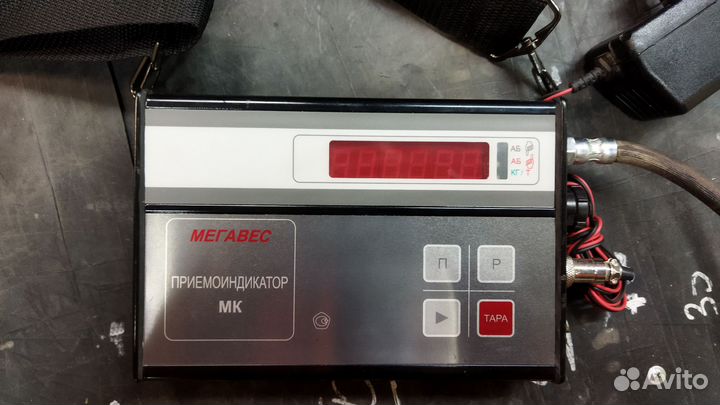 АБ
АБ
КГ/Т
МЕГАВЕС
ПРИЕМОИНДИКАТОР
МК
П
Р
ТАРА
Avito